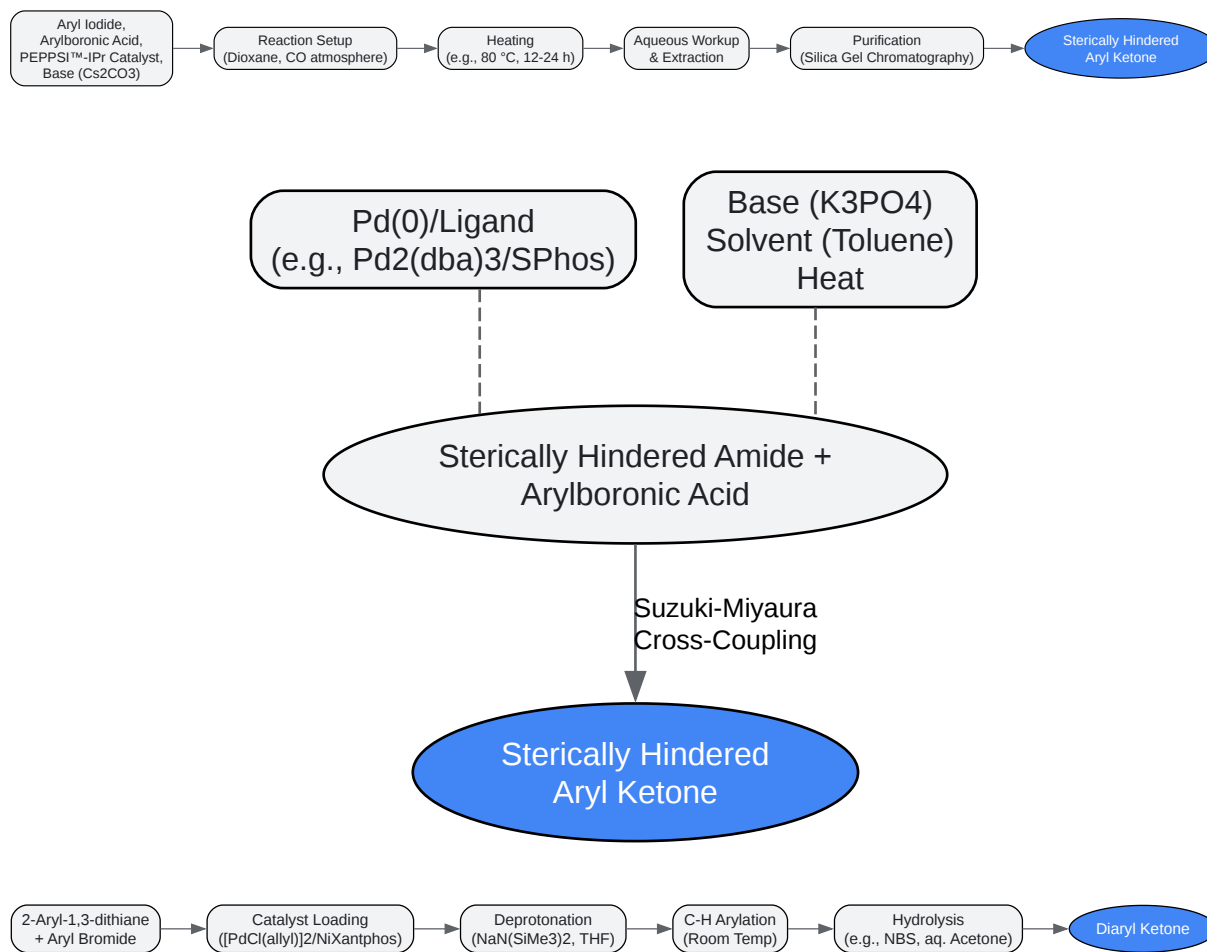 Aryl Iodide,
Arylboronic Acid,
PEPPSI™-IPr Catalyst,
Base (Cs2CO3)
Reaction Setup
(Dioxane, CO atmosphere)
Heating
(e.g., 80 °C, 12-24 h)
Aqueous Workup
& Extraction
Purification
(Silica Gel Chromatography)
Sterically Hindered
Aryl Ketone
Pd(0)/Ligand
(e.g., Pd2(dba)3/SPhos)
Base (K3PO4)
Solvent (Toluene)
Heat
Sterically Hindered Amide +
Arylboronic Acid
Suzuki-Miyaura
Cross-Coupling
Sterically Hindered
Aryl Ketone
2-Aryl-1,3-dithiane
+ Aryl Bromide
Catalyst Loading
([PdCl(allyl)]2/NiXantphos)
Deprotonation
(NaN(SiMe3)2, THF)
C-H Arylation
(Room Temp)
Hydrolysis
(e.g., NBS, aq. Acetone)
Diaryl Ketone